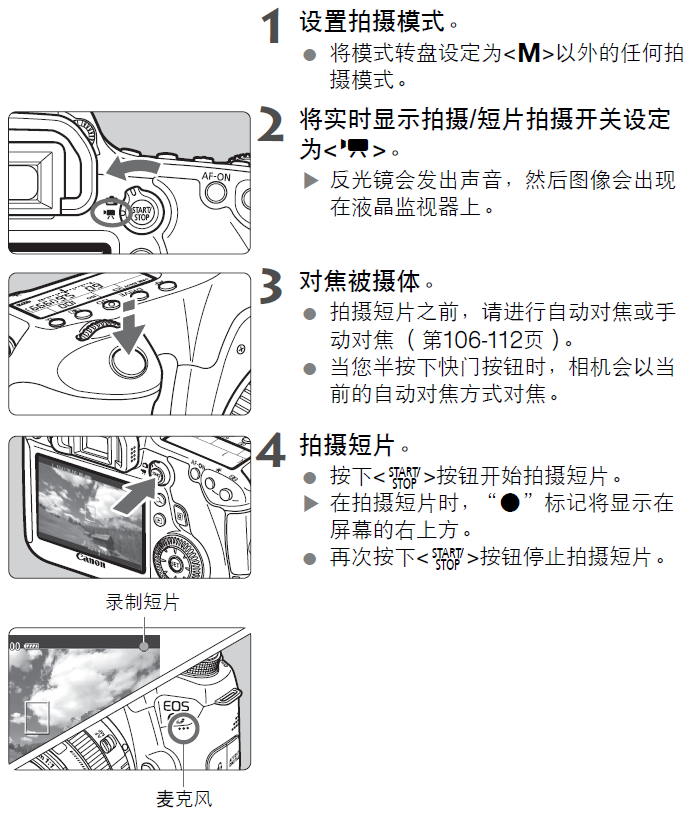 1 设置拍摄模式。
● 将模式转盘设定为<M>以外的任何拍
摄模式。
2 将实时显示拍摄/短片拍摄开关设定
为< >。
▶ 反光镜会发出声音，然后图像会出现
在液晶监视器上。
AF-ON
START/
STOP
3 对焦被摄体。
● 拍摄短片之前，请进行自动对焦或手
动对焦（第106-112页）。
● 当您半按下快门按钮时，相机会以当
前的自动对焦方式对焦。
4 拍摄短片。
● 按下<START/STOP>按钮开始拍摄短片。
▶ 在拍摄短片时，“●”标记将显示在
屏幕的右上方。
● 再次按下<START/STOP>按钮停止拍摄短片。
AF-ON
SET
Canon
录制短片
00
EOS
麦克风